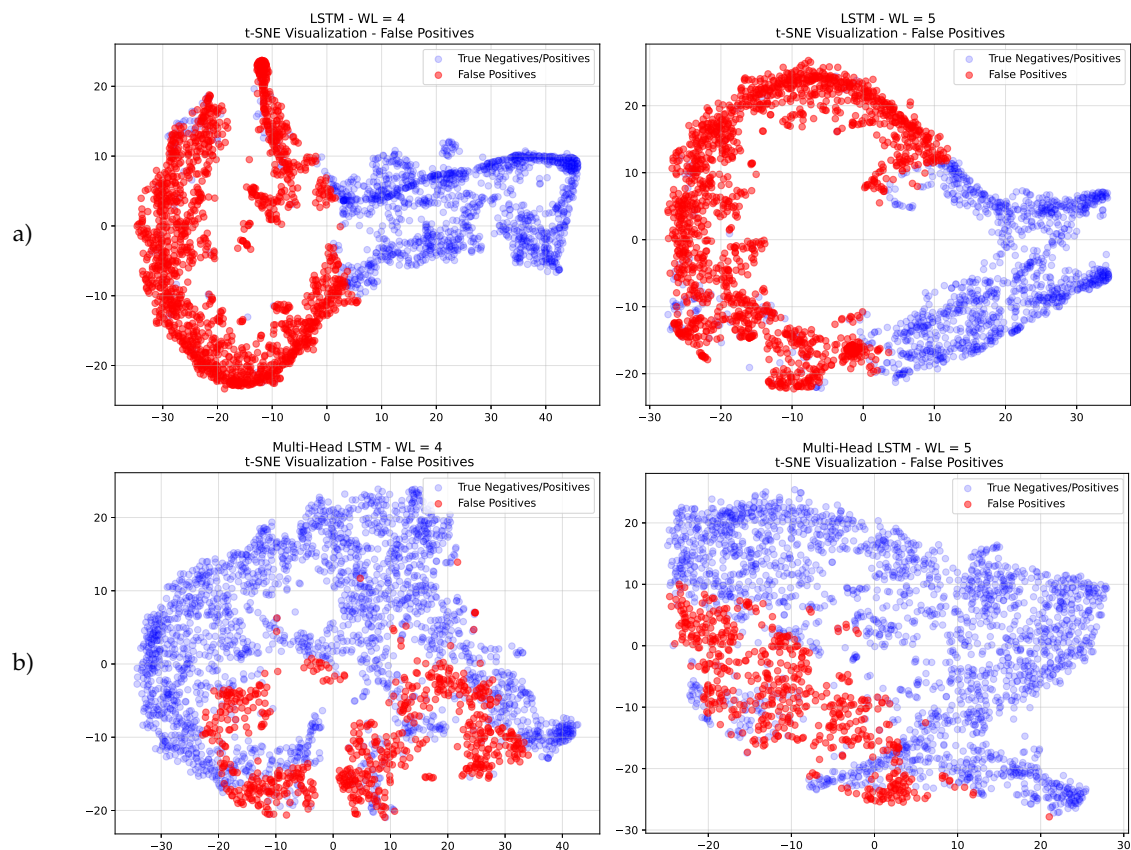 a)
LSTM - WL = 4
t-SNE Visualization - False Positives
True Negatives/Positives
False Positives
20
10
0
−10
−20
−30 −20 −10 0 10 20 30 40
LSTM - WL = 5
t-SNE Visualization - False Positives
True Negatives/Positives
False Positives
20
10
0
−10
−20
−30 −20 −10 0 10 20 30
b)
Multi-Head LSTM - WL = 4
t-SNE Visualization - False Positives
True Negatives/Positives
False Positives
20
10
0
−10
−20
−30 −20 −10 0 10 20 30 40
Multi-Head LSTM - WL = 5
t-SNE Visualization - False Positives
True Negatives/Positives
False Positives
20
10
0
−10
−20
−30
−20 −10 0 10 20 30